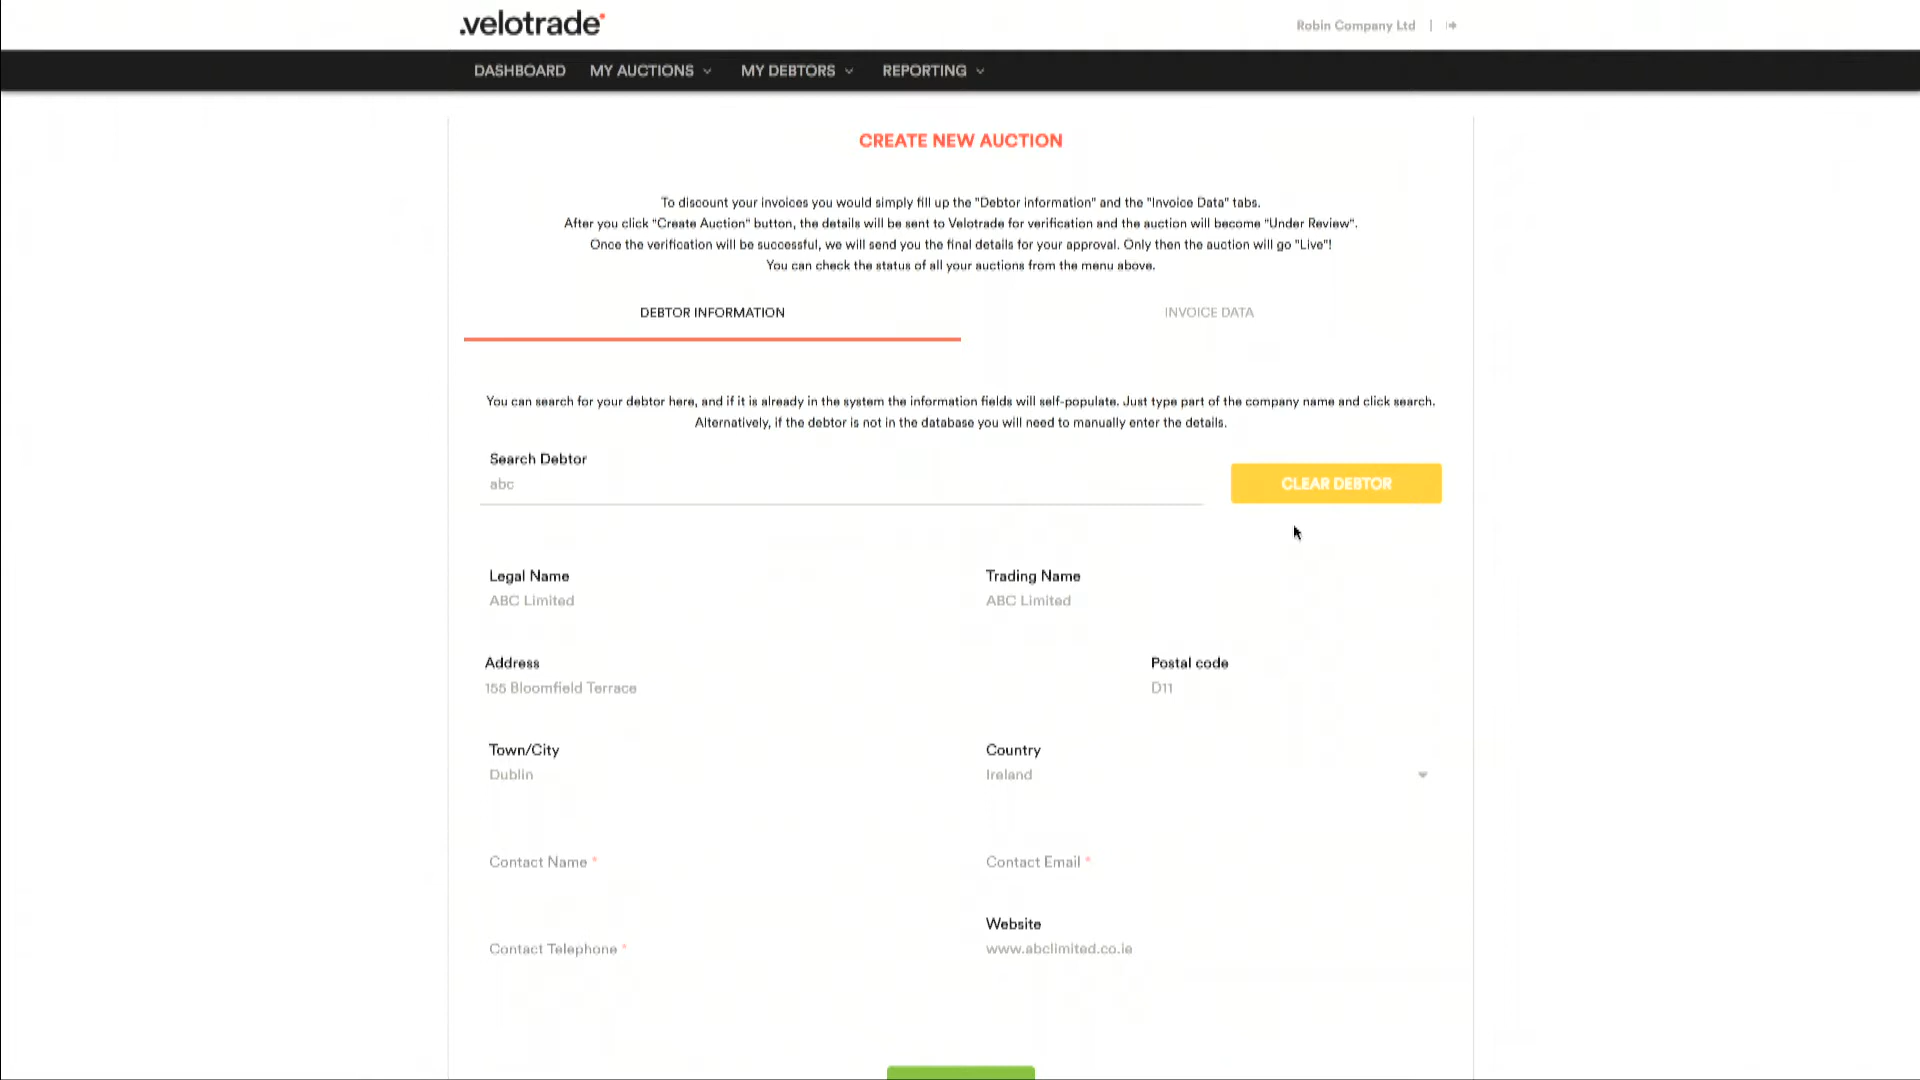 .velotrade
Robin Company Ltd |
DASHBOARD MY AUCTIONS MY DEBTORS REPORTING
CREATE NEW AUCTION
To discount your invoices you would simply fill up the "Debtor information" and the "Invoice Data" tabs.
After you click "Create Auction" button, the details will be sent to Velotrade for verification and the auction will become "Under Review".
Once the verification will be successful, we will send you the final details for your approval. Only then the auction will go "Live"!
You can check the status of all your auctions from the menu above.
DEBTOR INFORMATION INVOICE DATA
You can search for your debtor here, and if it is already in the system the information fields will self-populate. Just type part of the company name and click search.
Alternatively, if the debtor is not in the database you will need to manually enter the details.
Search Debtor
abc
CLEAR DEBTOR
Legal Name Trading Name
ABC Limited ABC Limited
Address Postal code
155 Bloomfield Terrace D11
Town/City Country
Dublin Ireland
Contact Name * Contact Email *
Website
Contact Telephone * www.abclimited.co.ie